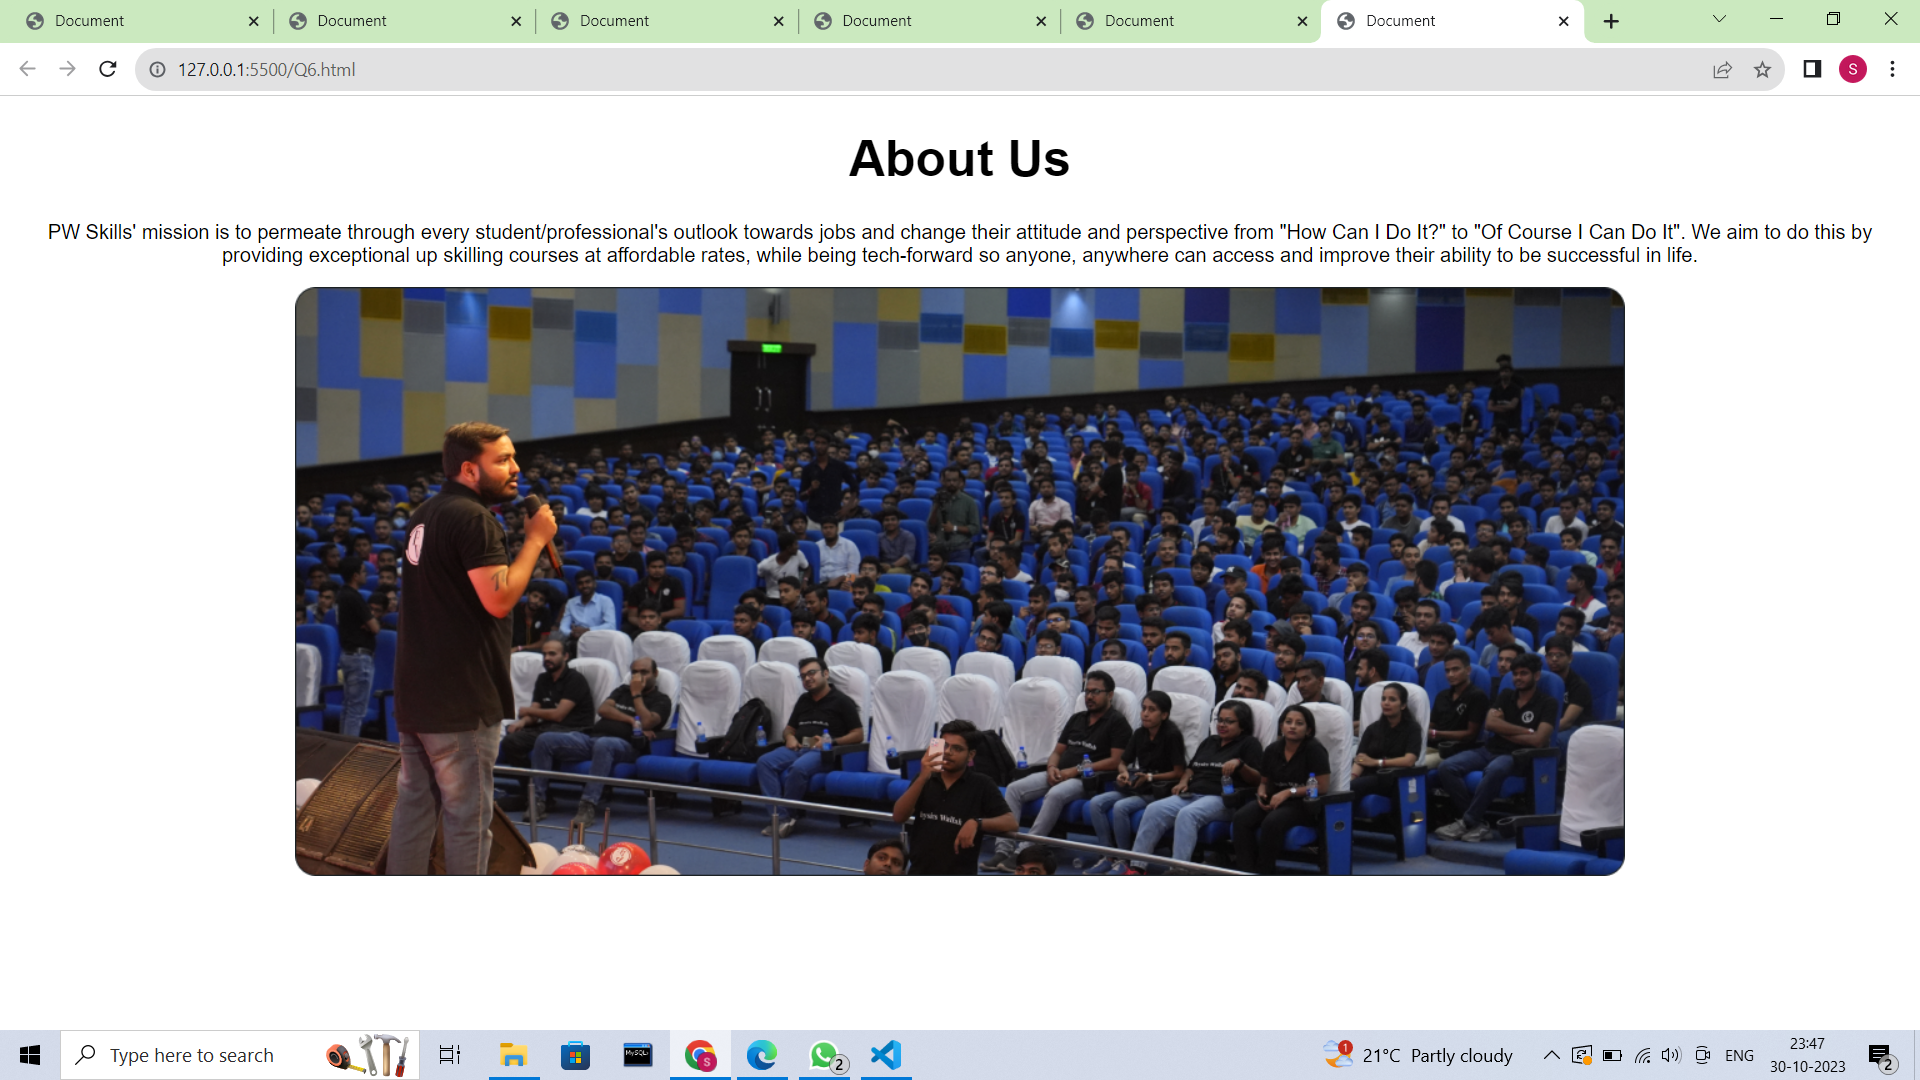 Document
Document
Document
Document
Document
Document
127.0.0.1:5500/Q6.html
S
About Us
PW Skills' mission is to permeate through every student/professional's outlook towards jobs and change their attitude and perspective from "How Can I Do It?" to "Of Course I Can Do It". We aim to do this by
providing exceptional up skilling courses at affordable rates, while being tech-forward so anyone, anywhere can access and improve their ability to be successful in life.
Type here to search
MySQL
S
2
1
21°C Partly cloudy
ENG
23:47
30-10-2023
2